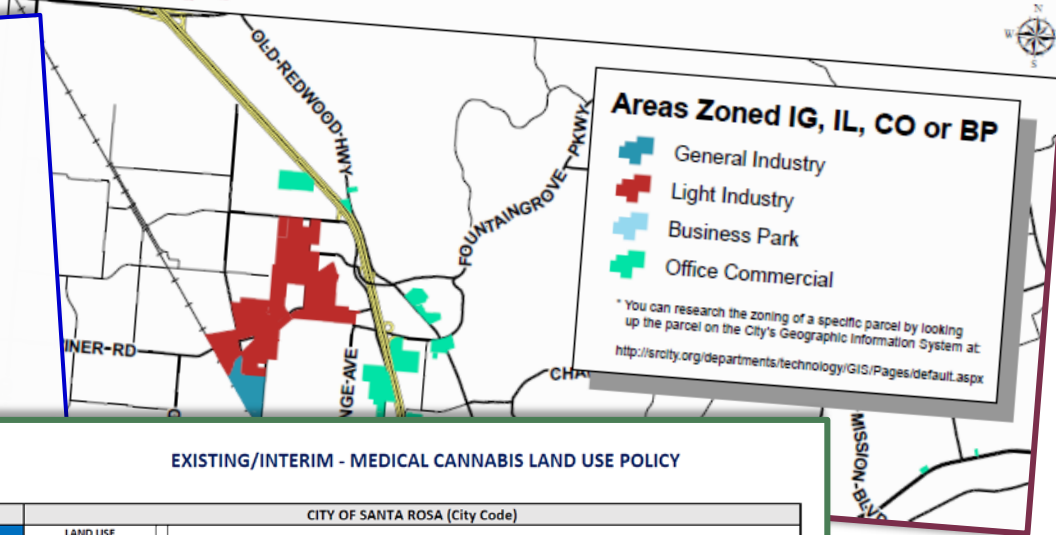 N
W
S
OLD-REDWOOD-HWY
FOUNTAINGROVE-PKWY
Areas Zoned IG, IL, CO or BP
General Industry
Light Industry
Business Park
Office Commercial
* You can research the zoning of a specific parcel by looking
up the parcel on the City's Geographic Information System at:
http://srcity.org/departments/technology/GIS/Pages/default.aspx
INER-RD
NGE-AVE
CHA
MISSION-BLVD
EXISTING/INTERIM - MEDICAL CANNABIS LAND USE POLICY
CITY OF SANTA ROSA (City Code)
LAND USE